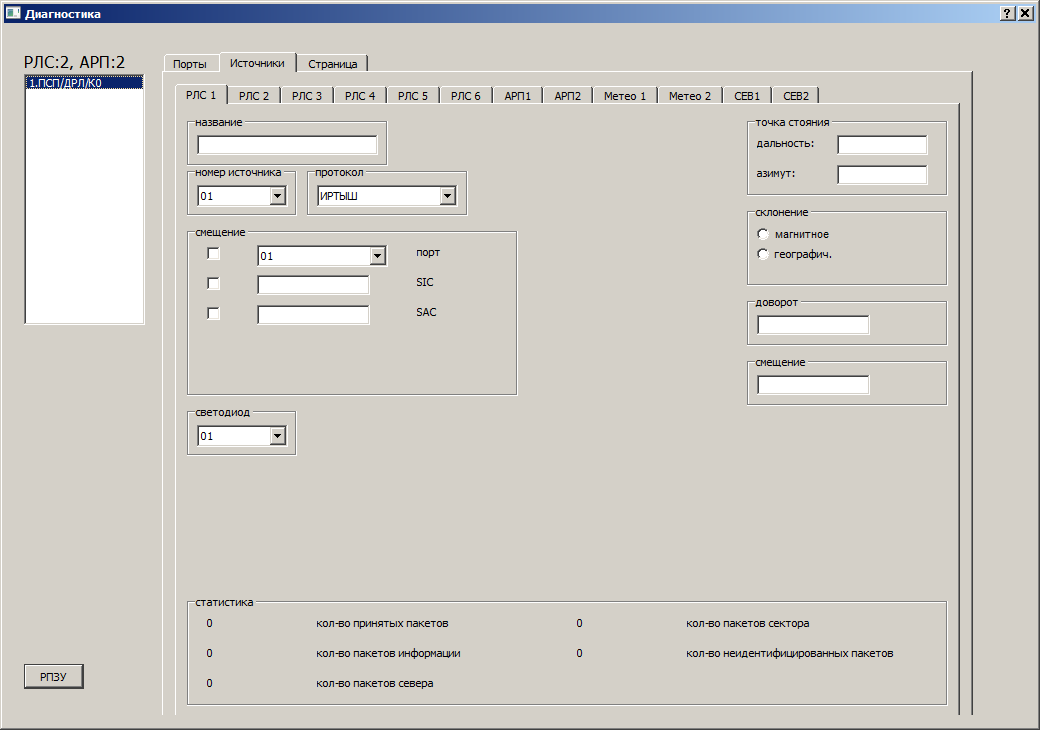 Диагностика
РЛС:2, АРП:2
1.ПСП/ДРЛ/К0
Порты Источники Страница
РЛС 1 РЛС 2 РЛС 3 РЛС 4 РЛС 5 РЛС 6 АРП1 АРП2 Метео 1 Метео 2 СЕВ1 СЕВ2
название
номер источника
01
протокол
ИРТЫШ
смещение
01 порт
SIC
SAC
светодиод
01
точка стояния
дальность:
азимут:
склонение
магнитное
географич.
доворот
смещение
статистика
0 кол-во принятых пакетов 0 кол-во пакетов сектора
0 кол-во пакетов информации 0 кол-во неидентифицированных пакетов
0 кол-во пакетов севера
РПЗУ